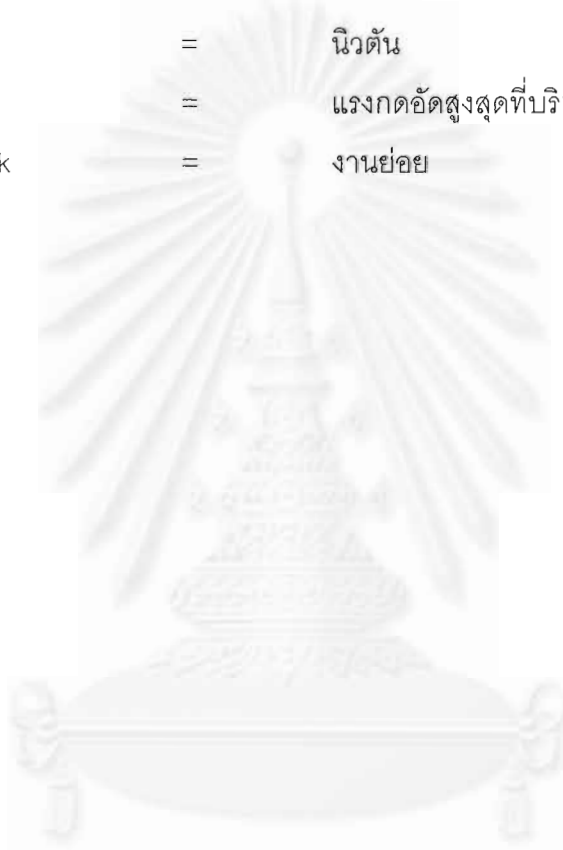 = นิวตัน
= แรงกดอัดสูงสุดที่บริ
k = งานย่อย